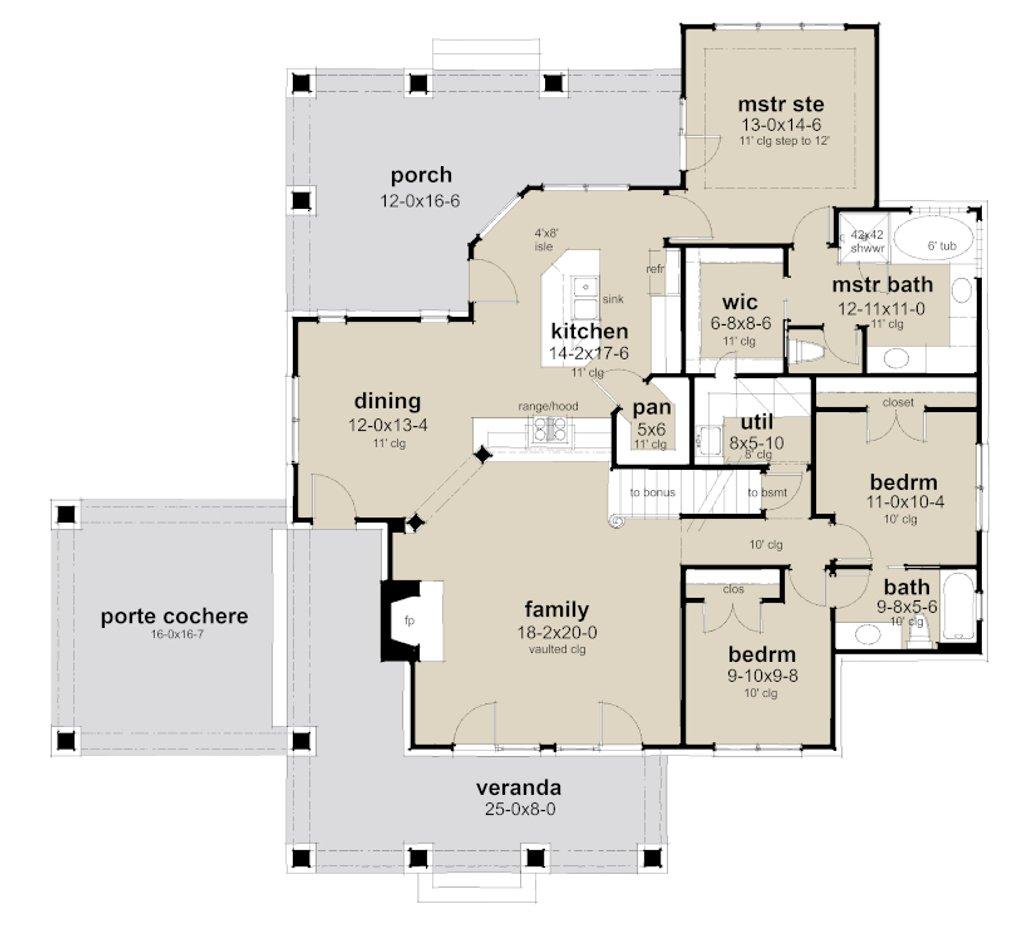 mstr ste
13-0x14-6
11' clg step to 12'
porch
12-0x16-6
4'x8'
isle
refr
sink
kitchen
14-2x17-6
11' clg
wic
6-8x8-6
11' clg
42x42
shwwr
6' tub
mstr bath
12-11x11-0
11' clg
dining
12-0x13-4
11' clg
range/hood
pan
5x6
11' clg
util
8x5-10
8' clg
closet
bedrm
11-0x10-4
10' clg
to bonus
to bsmt
10' clg
porte cochere
16-0x16-7
fp
family
18-2x20-0
vaulted clg
clos
bedrm
9-10x9-8
10' clg
bath
9-8x5-6
10' clg
veranda
25-0x8-0